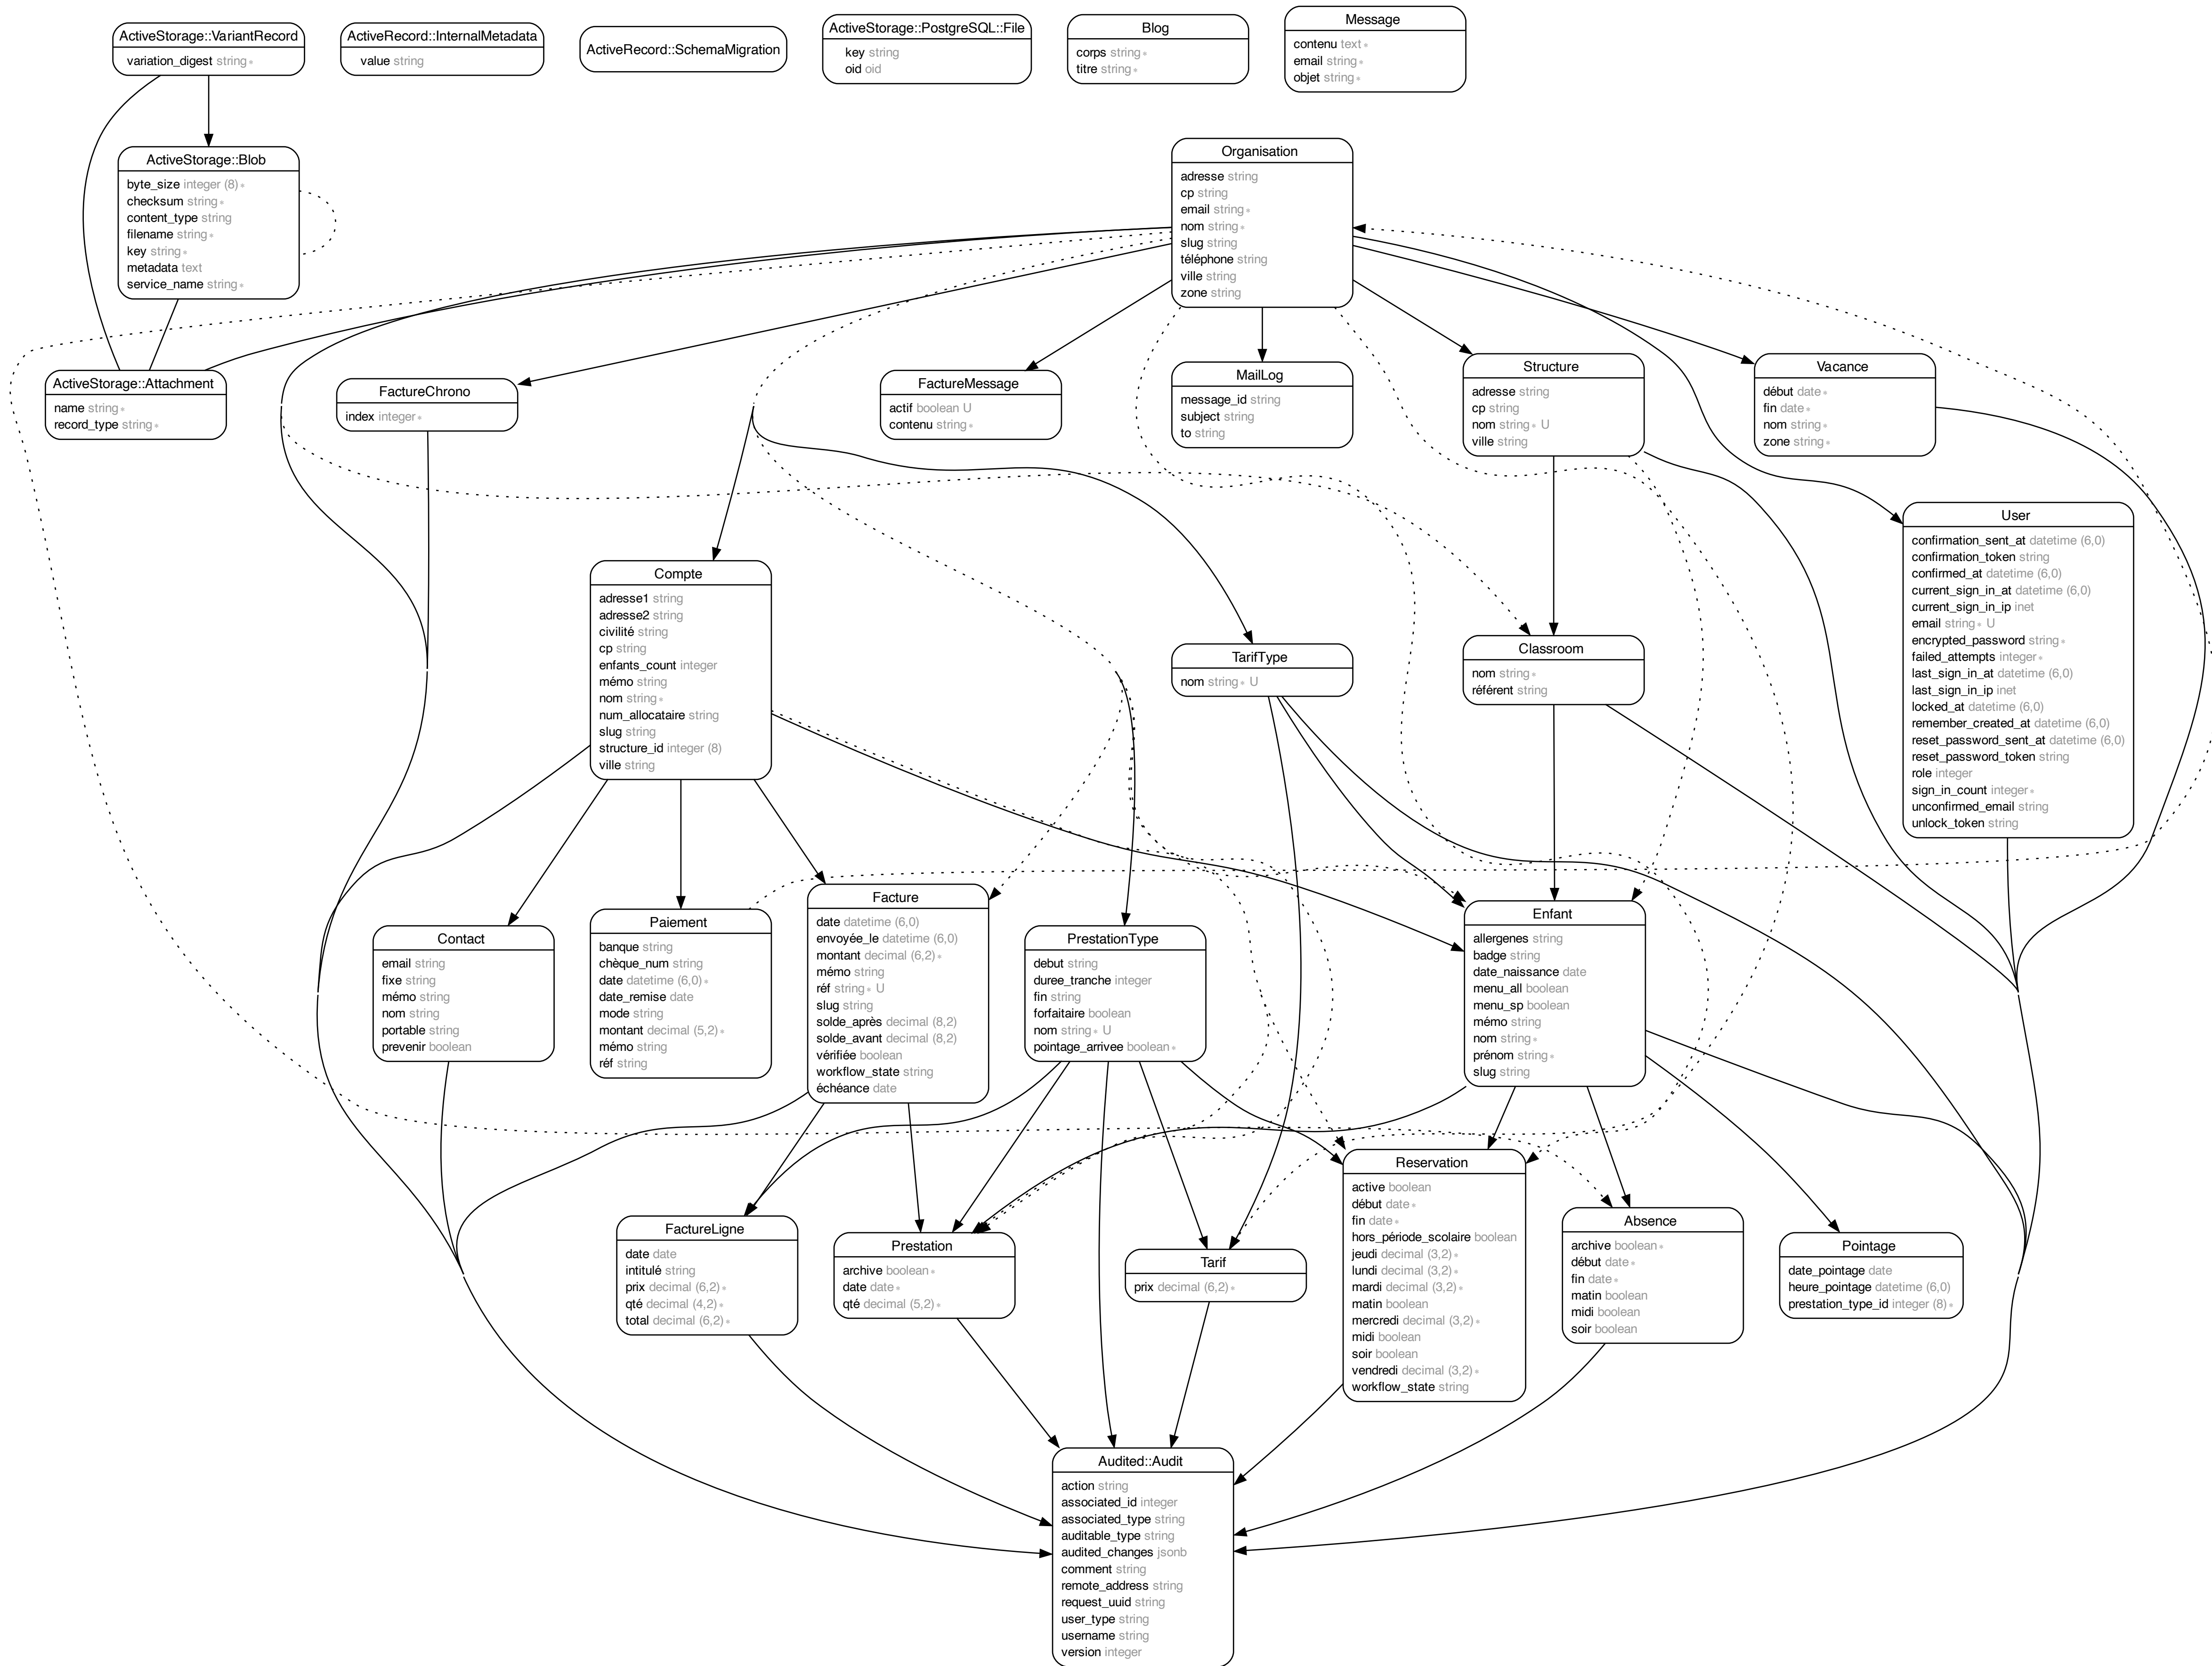 ActiveStorage::VariantRecord
variation_digest string∗
ActiveRecord::InternalMetadata
value string
ActiveRecord::SchemaMigration
ActiveStorage::PostgreSQL::File
key string
oid oid
Blog
corps string∗
titre string∗
Message
contenu text∗
email string∗
objet string∗
ActiveStorage::Blob
byte_size integer (8)∗
checksum string∗
content_type string
filename string∗
key string∗
metadata text
service_name string∗
Organisation
adresse string
cp string
email string∗
nom string∗
slug string
téléphone string
ville string
zone string
ActiveStorage::Attachment
name string∗
record_type string∗
FactureChrono
index integer∗
FactureMessage
actif boolean U
contenu string∗
MailLog
message_id string
subject string
to string
Structure
adresse string
cp string
nom string∗ U
ville string
Vacance
début date∗
fin date∗
nom string∗
zone string∗
User
confirmation_sent_at datetime (6,0)
confirmation_token string
confirmed_at datetime (6,0)
current_sign_in_at datetime (6,0)
current_sign_in_ip inet
email string∗ U
encrypted_password string∗
failed_attempts integer∗
last_sign_in_at datetime (6,0)
last_sign_in_ip inet
locked_at datetime (6,0)
remember_created_at datetime (6,0)
reset_password_sent_at datetime (6,0)
reset_password_token string
role integer
sign_in_count integer∗
unconfirmed_email string
unlock_token string
Compte
adresse1 string
adresse2 string
civilité string
cp string
enfants_count integer
mémo string
nom string∗
num_allocataire string
slug string
structure_id integer (8)
ville string
TarifType
nom string∗ U
Classroom
nom string∗
référent string
Contact
email string
fixe string
mémo string
nom string
portable string
prevenir boolean
Paiement
banque string
chèque_num string
date datetime (6,0)∗
date_remise date
mode string
montant decimal (5,2)∗
mémo string
réf string
Facture
date datetime (6,0)
envoyée_le datetime (6,0)
montant decimal (6,2)∗
mémo string
réf string∗ U
slug string
solde_après decimal (8,2)
solde_avant decimal (8,2)
vérifiée boolean
workflow_state string
échéance date
PrestationType
debut string
duree_tranche integer
fin string
forfaitaire boolean
nom string∗ U
pointage_arrivee boolean∗
Enfant
allergenes string
badge string
date_naissance date
menu_all boolean
menu_sp boolean
mémo string
nom string∗
prénom string∗
slug string
FactureLigne
date date
intitulé string
prix decimal (6,2)∗
qté decimal (4,2)∗
total decimal (6,2)∗
Prestation
archive boolean∗
date date∗
qté decimal (5,2)∗
Tarif
prix decimal (6,2)∗
Reservation
active boolean
début date∗
fin date∗
hors_période_scolaire boolean
jeudi decimal (3,2)∗
lundi decimal (3,2)∗
mardi decimal (3,2)∗
matin boolean
mercredi decimal (3,2)∗
midi boolean
soir boolean
vendredi decimal (3,2)∗
workflow_state string
Absence
archive boolean∗
début date∗
fin date∗
matin boolean
midi boolean
soir boolean
Pointage
date_pointage date
heure_pointage datetime (6,0)
prestation_type_id integer (8)∗
Audited::Audit
action string
associated_id integer
associated_type string
auditable_type string
audited_changes jsonb
comment string
remote_address string
request_uuid string
user_type string
username string
version integer